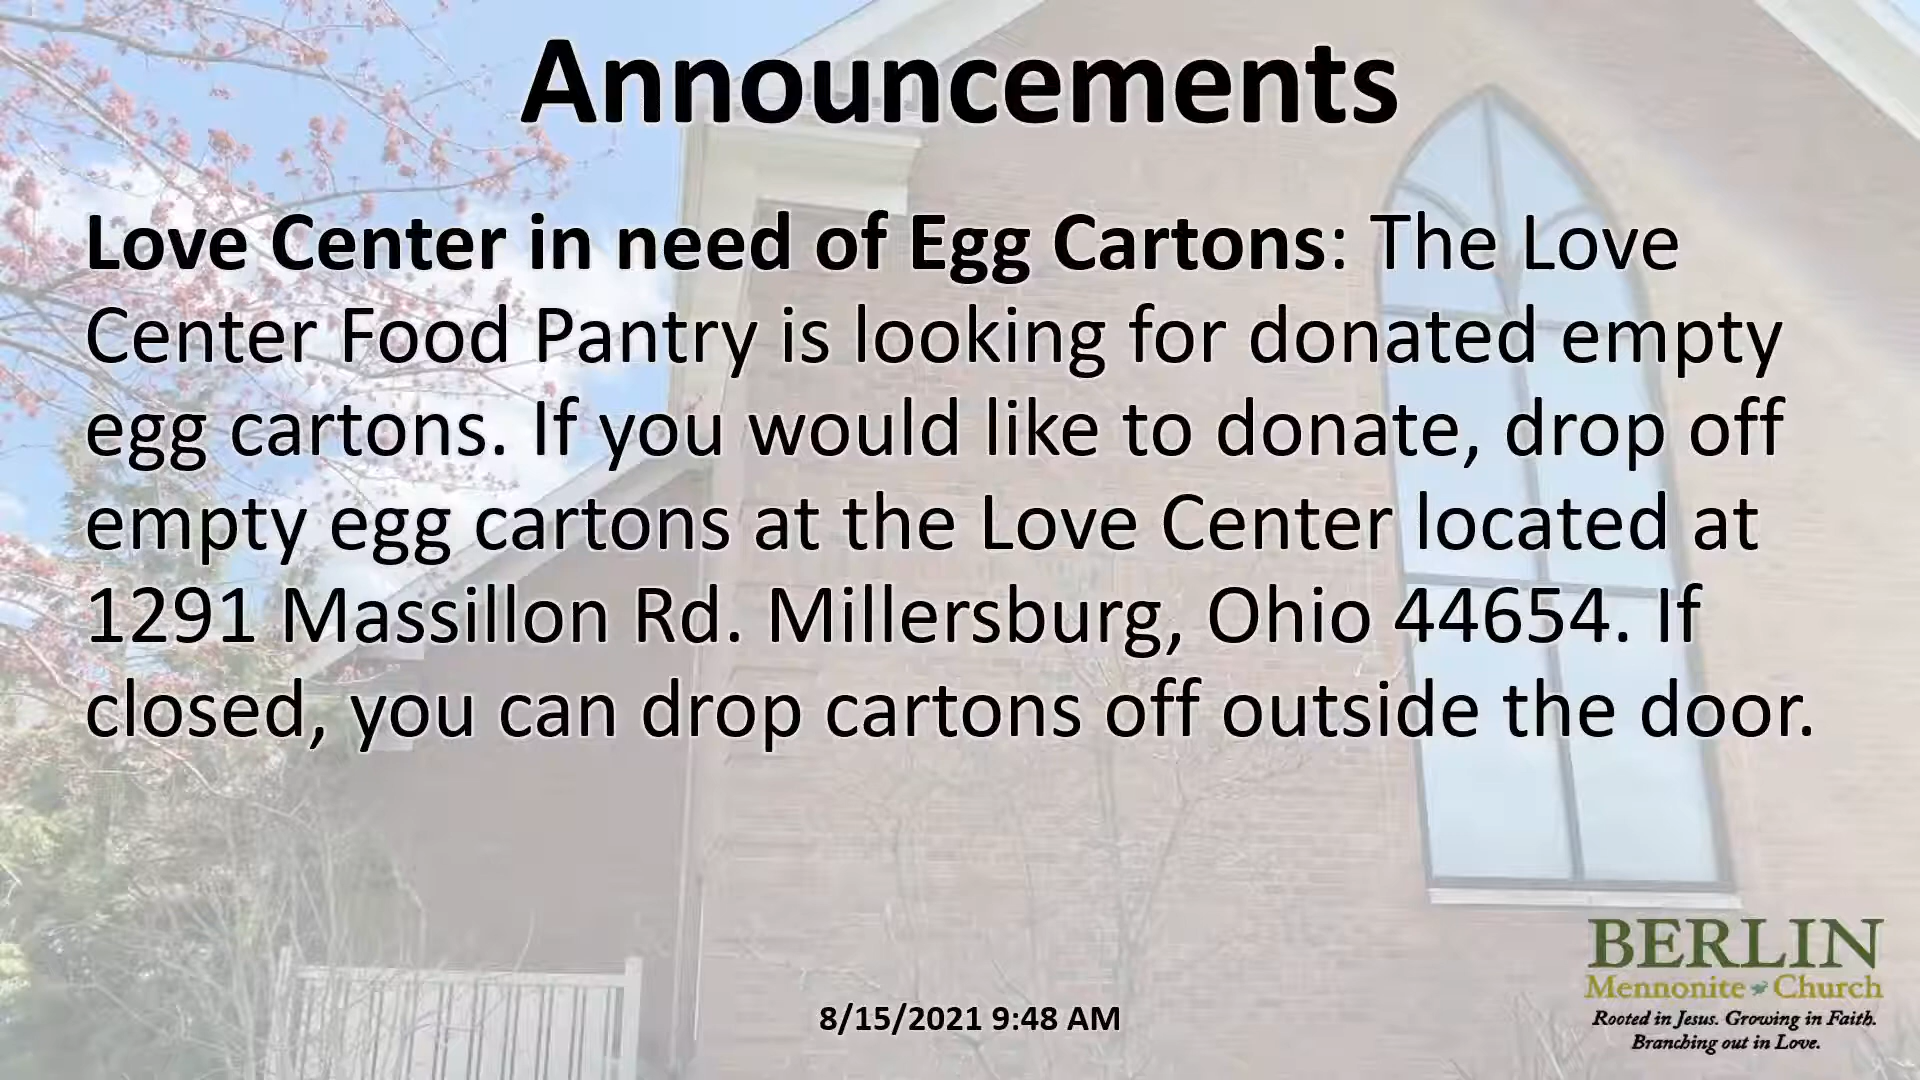 Announcements
Love Center in need of Egg Cartons: The Love
Center Food Pantry is looking for donated empty
egg cartons. If you would like to donate, drop off
empty egg cartons at the Love Center located at
1291 Massillon Rd. Millersburg, Ohio 44654. If
closed, you can drop cartons off outside the door.
8/15/2021 9:48 AM
BERLIN
Mennonite Church
Rooted in Jesus. Growing in Faith.
Branching out in Love.